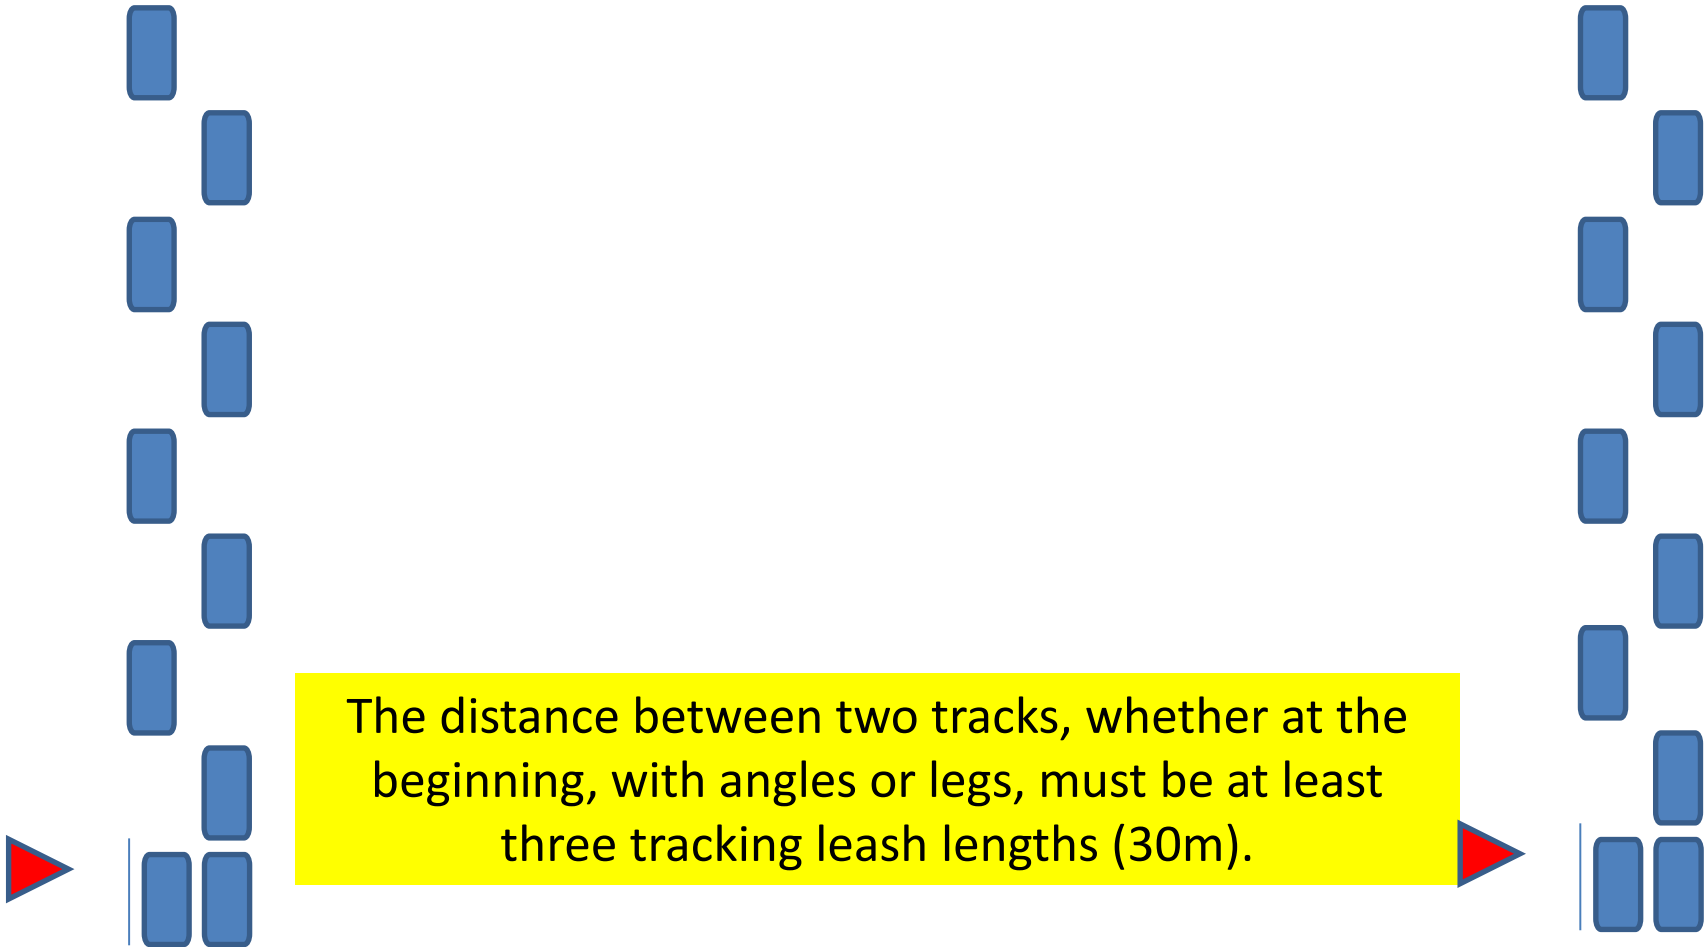 The distance between two tracks, whether at the
beginning, with angles or legs, must be at least
three tracking leash lengths (30m).